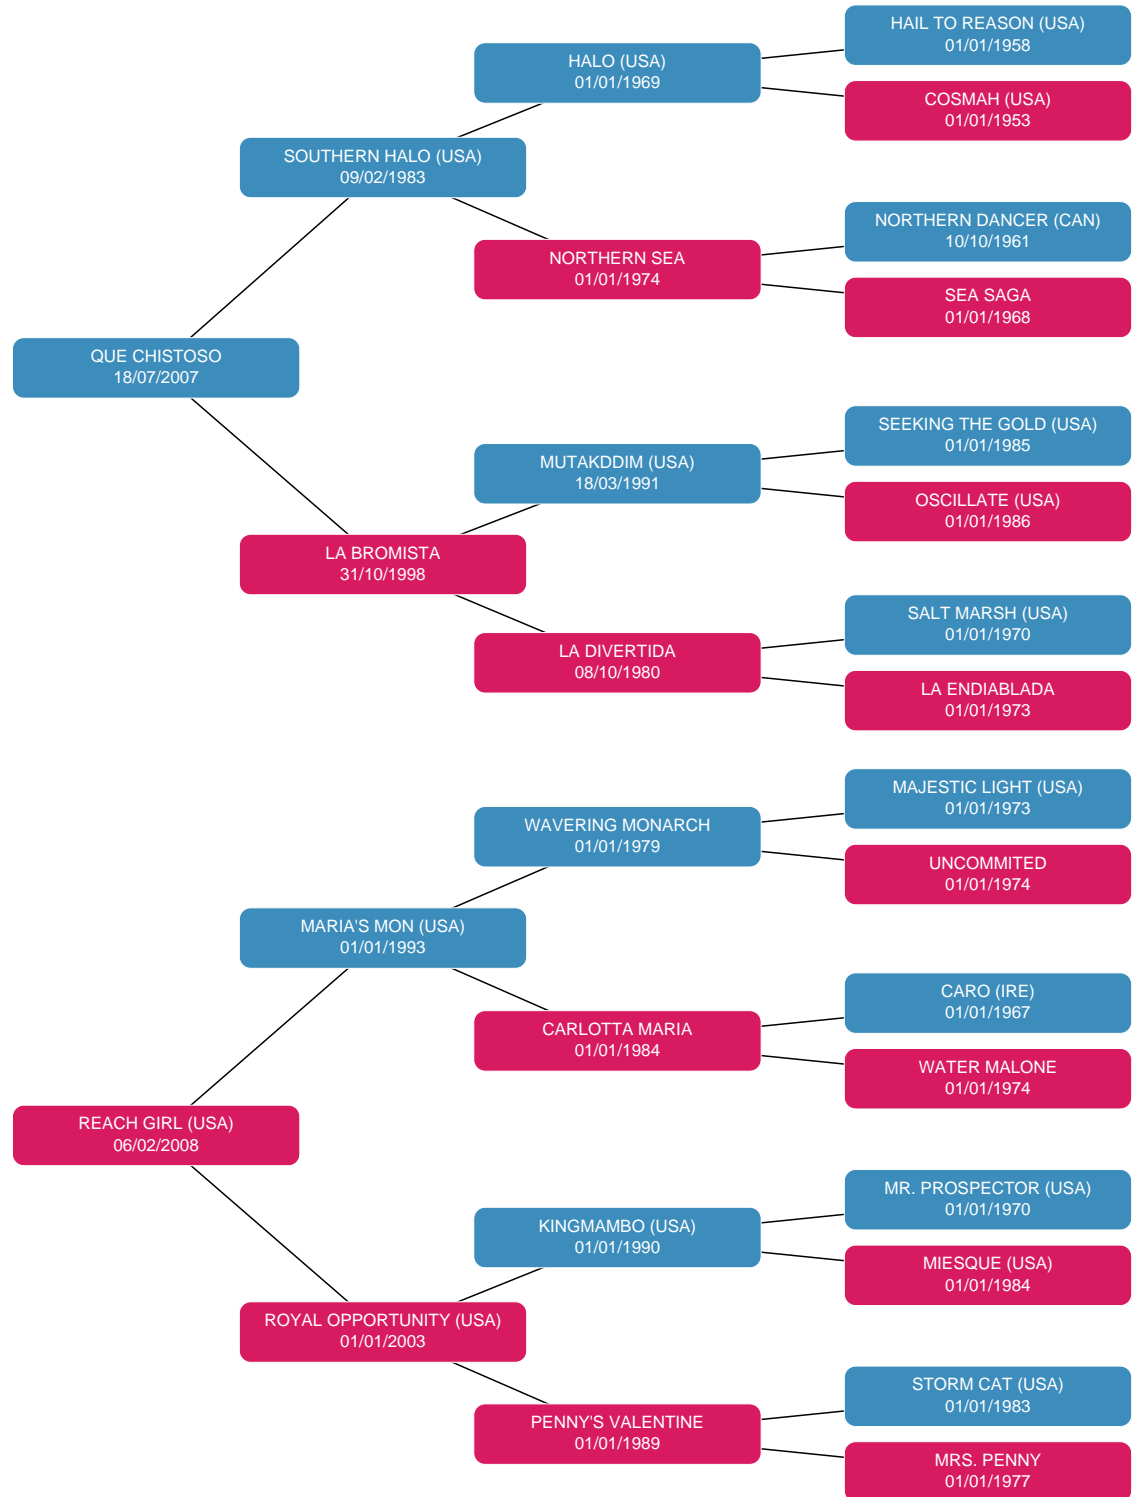 HAIL TO REASON (USA)
01/01/1958
HALO (USA)
01/01/1969
COSMAH (USA)
01/01/1953
SOUTHERN HALO (USA)
09/02/1983
NORTHERN DANCER (CAN)
10/10/1961
NORTHERN SEA
01/01/1974
SEA SAGA
01/01/1968
QUE CHISTOSO
18/07/2007
SEEKING THE GOLD (USA)
01/01/1985
MUTAKDDIM (USA)
18/03/1991
OSCILLATE (USA)
01/01/1986
LA BROMISTA
31/10/1998
SALT MARSH (USA)
01/01/1970
LA DIVERTIDA
08/10/1980
LA ENDIABLADA
01/01/1973
MAJESTIC LIGHT (USA)
01/01/1973
WAVERING MONARCH
01/01/1979
UNCOMMITED
01/01/1974
MARIA'S MON (USA)
01/01/1993
CARO (IRE)
01/01/1967
CARLOTTA MARIA
01/01/1984
WATER MALONE
01/01/1974
REACH GIRL (USA)
06/02/2008
MR. PROSPECTOR (USA)
01/01/1970
KINGMAMBO (USA)
01/01/1990
MIESQUE (USA)
01/01/1984
ROYAL OPPORTUNITY (USA)
01/01/2003
STORM CAT (USA)
01/01/1983
PENNY'S VALENTINE
01/01/1989
MRS. PENNY
01/01/1977